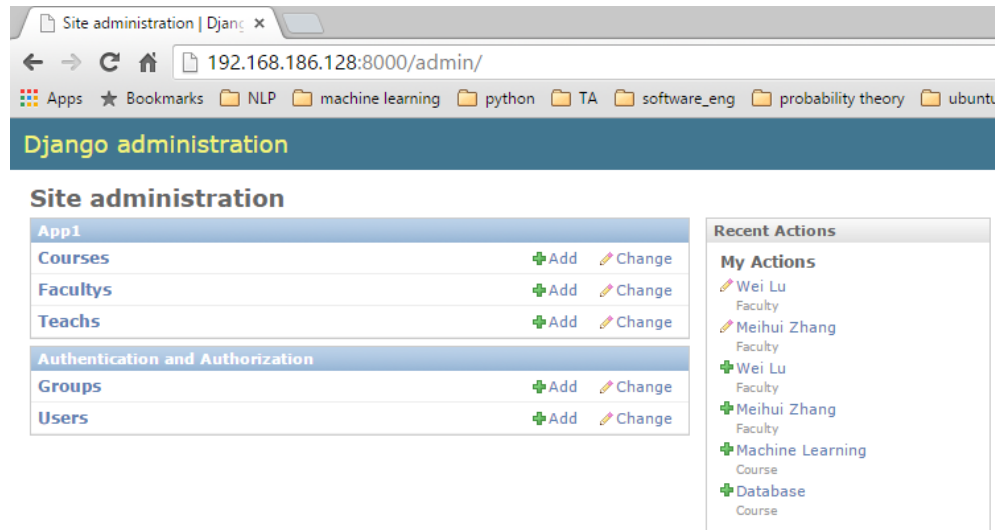 Site administration | Djang
192.168.186.128:8000/admin/
Apps Bookmarks NLP machine learning python TA software_eng probability theory ubuntu
Django administration
Site administration
App1
Courses Add Change
Facultys Add Change
Teachs Add Change
Authentication and Authorization
Groups Add Change
Users Add Change
Recent Actions
My Actions
Wei Lu
Faculty
Meihui Zhang
Faculty
Wei Lu
Faculty
Meihui Zhang
Faculty
Machine Learning
Course
Database
Course